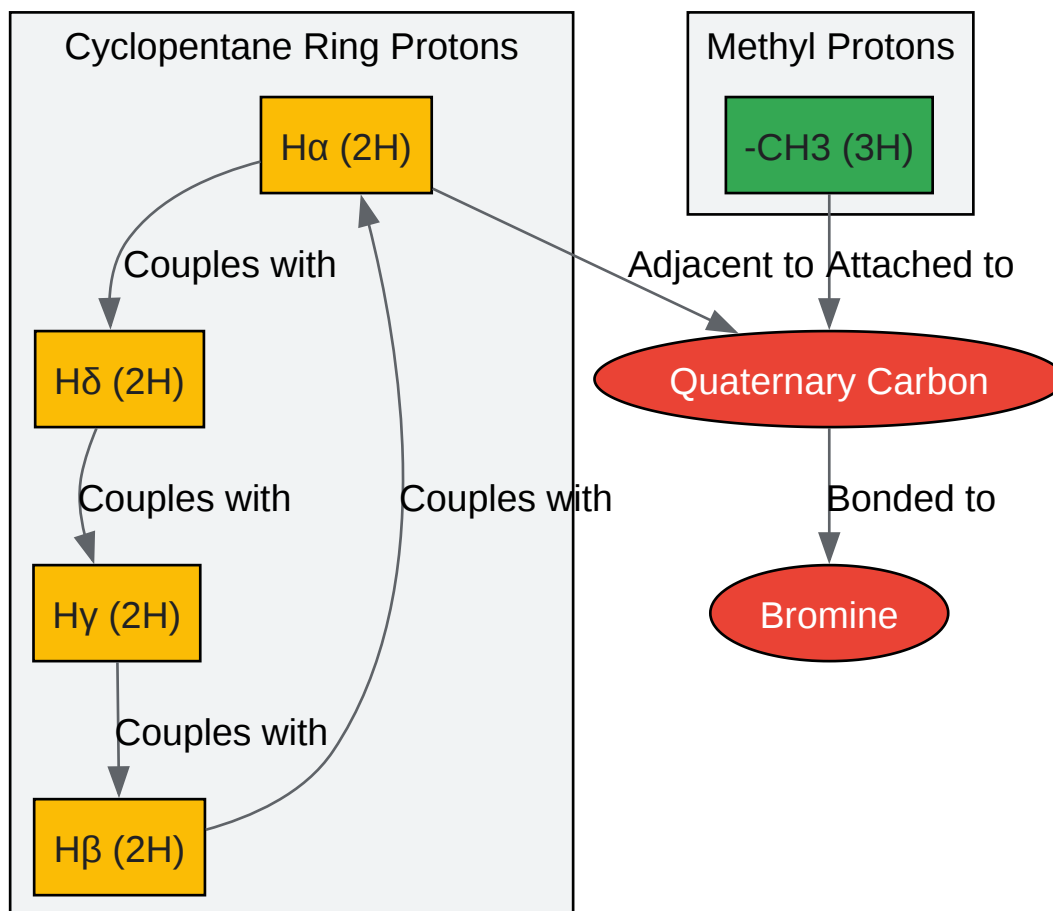 Cyclopentane Ring Protons
Methyl Protons
Hα (2H)
-CH3 (3H)
Couples with
Adjacent to
Attached to
Hδ (2H)
Quaternary Carbon
Couples with
Couples with
Bonded to
Hγ (2H)
Bromine
Couples with
Hβ (2H)